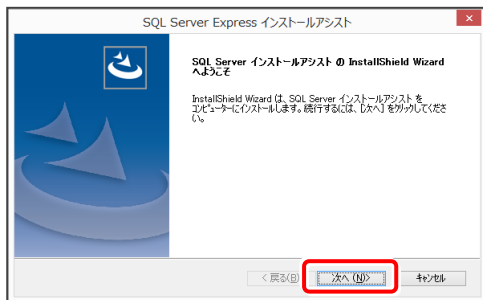 SQL Server Express インストールアシスト
SQL Server インストールアシスト の InstallShield Wizard
へようこそ
InstallShield Wizard は、SQL Server インストールアシスト を
コンピューターにインストールします。続行するには、[次へ] をクリックしてくださ
い。
< 戻る(B) 次へ (N)> キャンセル